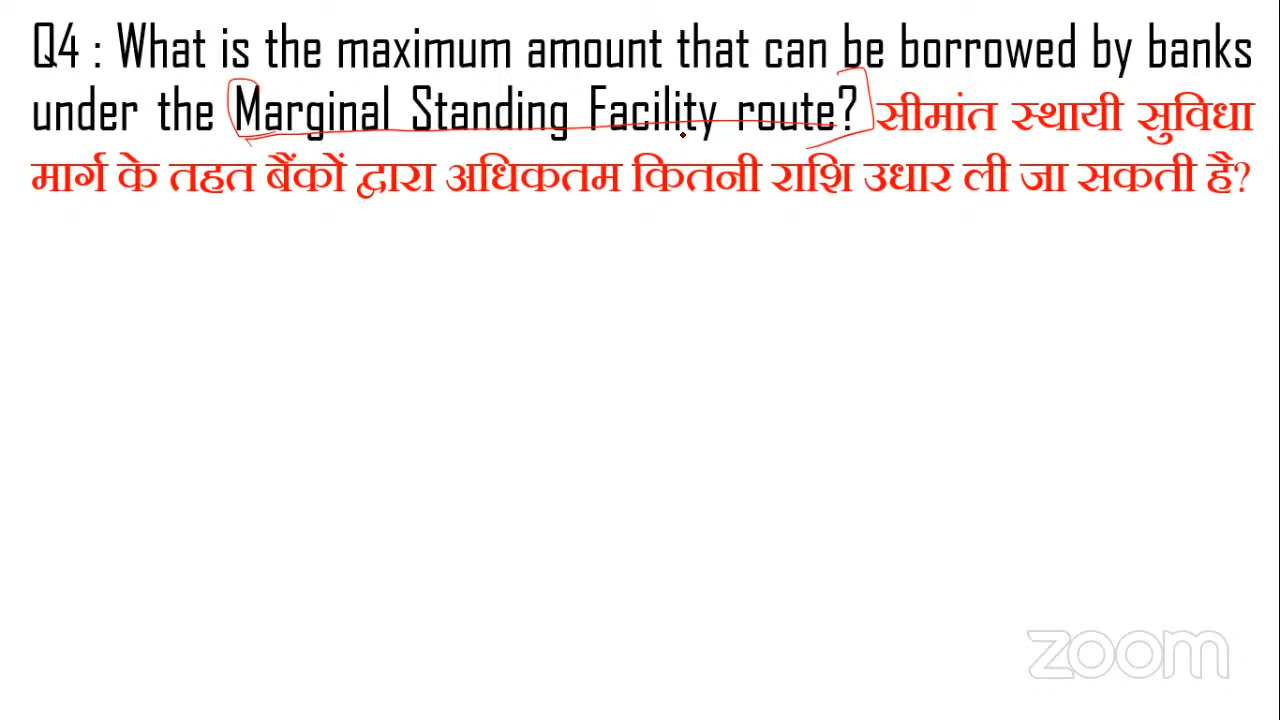 Q4 : What is the maximum amount that can be borrowed by banks
under the Marginal Standing Facility route? सीमांत स्थायी सुविधा
मार्ग के तहत बैंकों द्वारा अधिकतम कितनी राशि उधार ली जा सकती है?
zoom